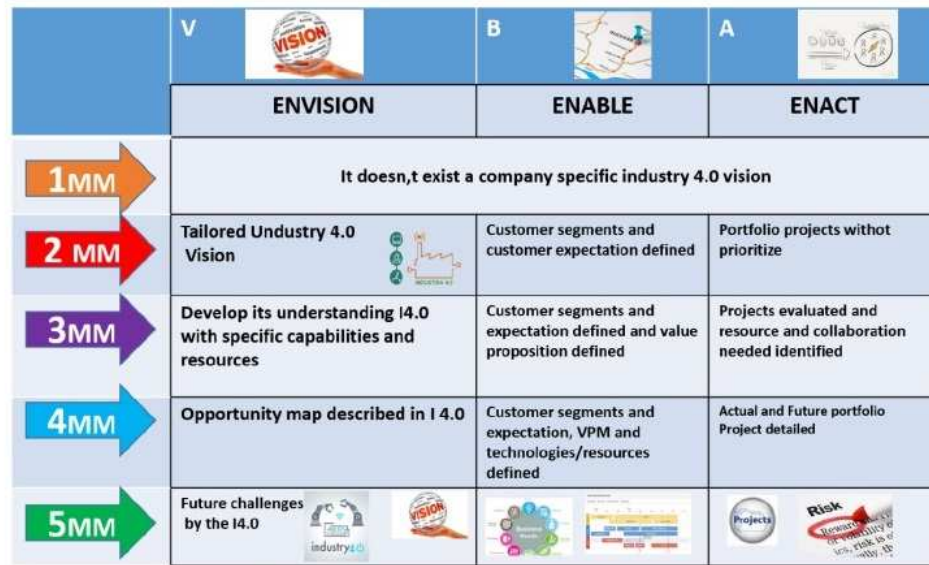 V
B
A
VISION
ENVISION
ENABLE
ENACT
1MM
It doesn,t exist a company specific industry 4.0 vision
2 MM
Tailored Undustry 4.0
Vision
INDUSTRIA 4.0
Customer segments and
customer expectation defined
Portfolio projects withot
prioritize
3MM
Develop its understanding I4.0
with specific capabilities and
resources
Customer segments and
expectation defined and value
proposition defined
Projects evaluated and
resource and collaboration
needed identified
4MM
Opportunity map described in I 4.0
Customer segments and
expectation, VPM and
technologies/resources
defined
Actual and Future portfolio
Project detailed
5MM
Future challenges
by the I4.0
industry4.0
VISION
Business
Projects
Risk